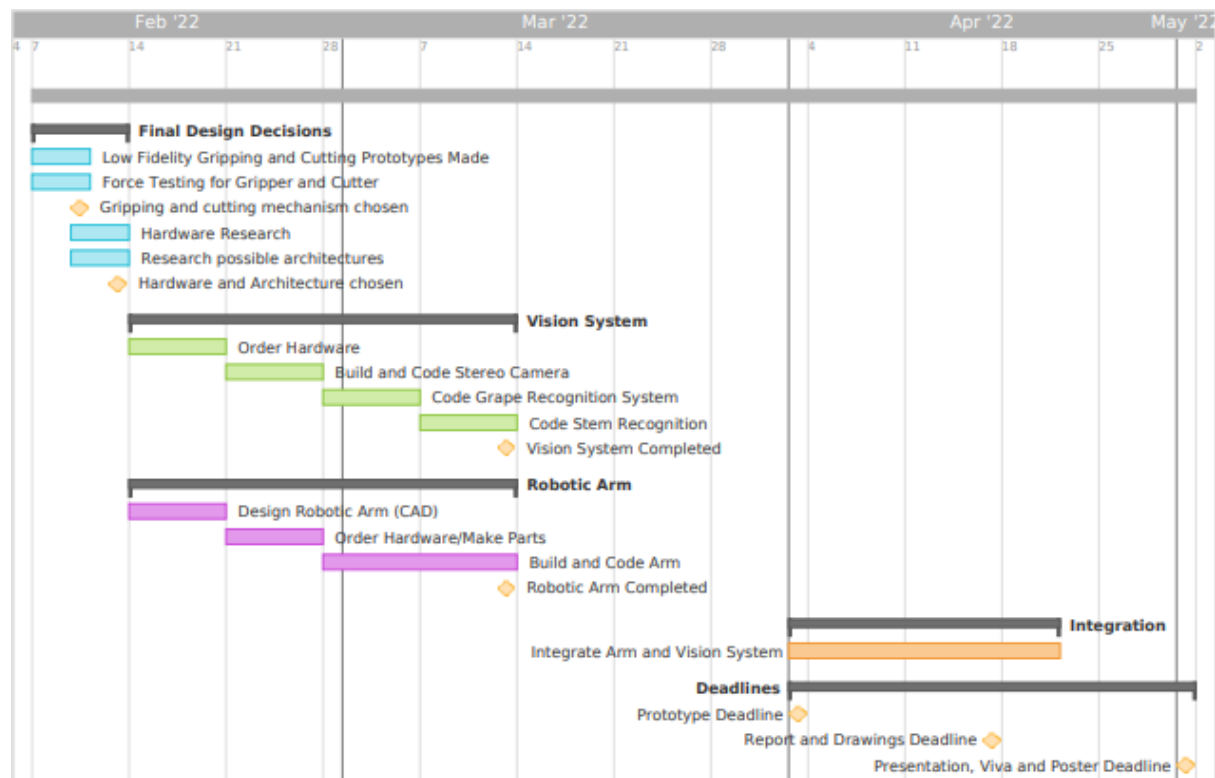 Feb '22 Mar '22 Apr '22 May '22
4 7 14 21 28 7 14 21 28 4 11 18 25 2
Final Design Decisions
Low Fidelity Gripping and Cutting Prototypes Made
Force Testing for Gripper and Cutter
Gripping and cutting mechanism chosen
Hardware Research
Research possible architectures
Hardware and Architecture chosen
Vision System
Order Hardware
Build and Code Stereo Camera
Code Grape Recognition System
Code Stem Recognition
Vision System Completed
Robotic Arm
Design Robotic Arm (CAD)
Order Hardware/Make Parts
Build and Code Arm
Robotic Arm Completed
Integration
Integrate Arm and Vision System
Deadlines
Prototype Deadline
Report and Drawings Deadline
Presentation, Viva and Poster Deadline